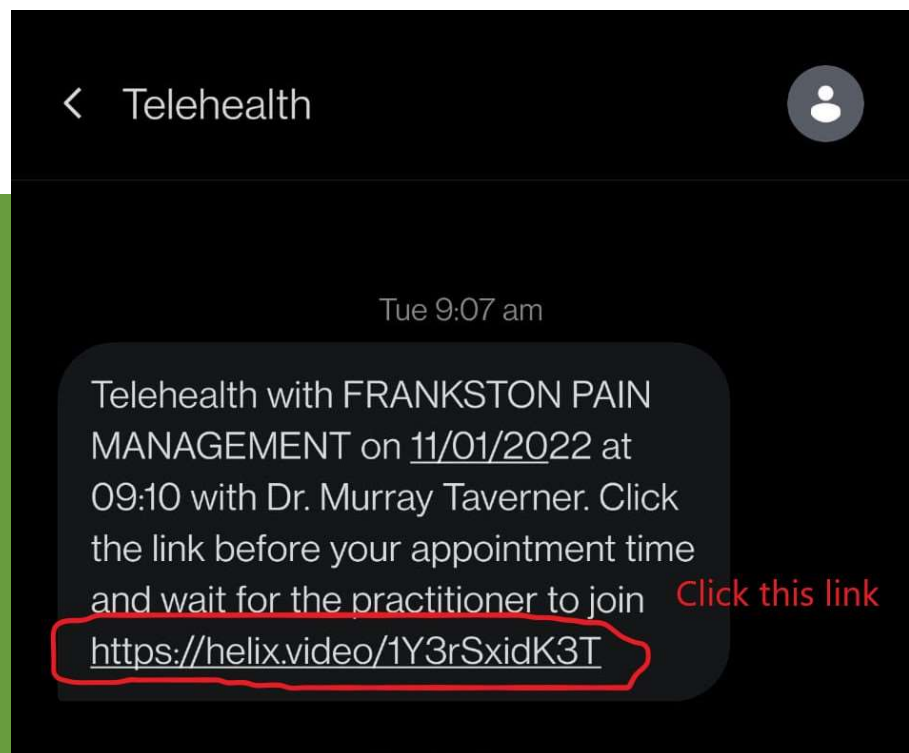 Telehealth
Tue 9:07 am
Telehealth with FRANKSTON PAIN
MANAGEMENT on 11/01/2022 at
09:10 with Dr. Murray Taverner. Click
the link before your appointment time
and wait for the practitioner to join
Click this link
https://helix.video/1Y3rSxidK3T